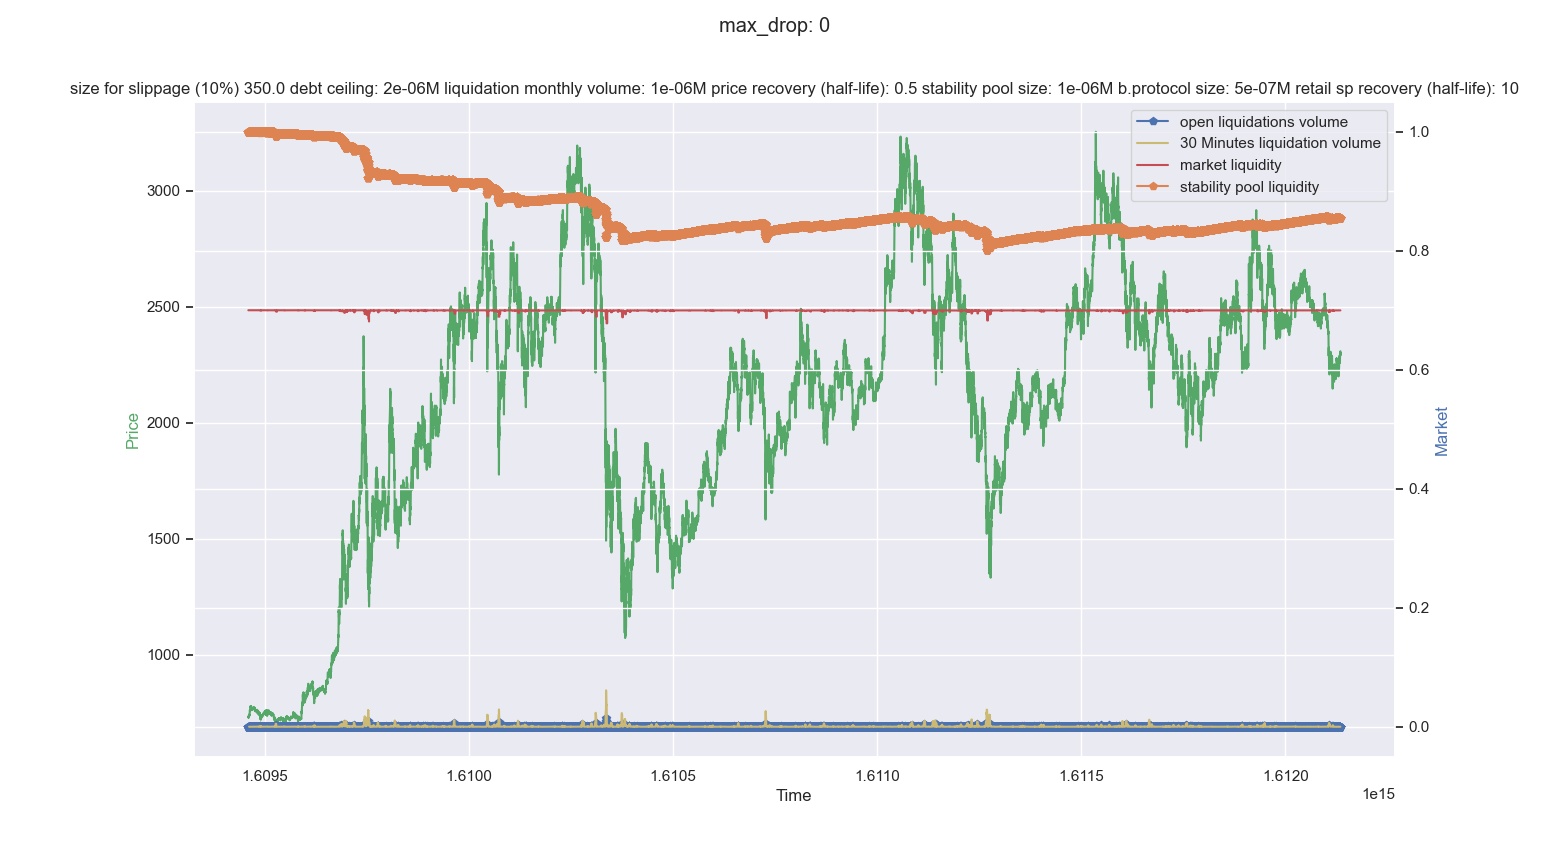 max_drop: 0
size for slippage (10%) 350.0 debt ceiling: 2e-06M liquidation monthly volume: 1e-06M price recovery (half-life): 0.5 stability pool size: 1e-06M b.protocol size: 5e-07M retail sp recovery (half-life): 10
open liquidations volume
30 Minutes liquidation volume
market liquidity
stability pool liquidity
3000
2500
2000
1500
1000
Price
1.0
0.8
0.6
0.4
0.2
0.0
Market
1.6095 1.6100 1.6105 1.6110 1.6115 1.6120
Time
1e15